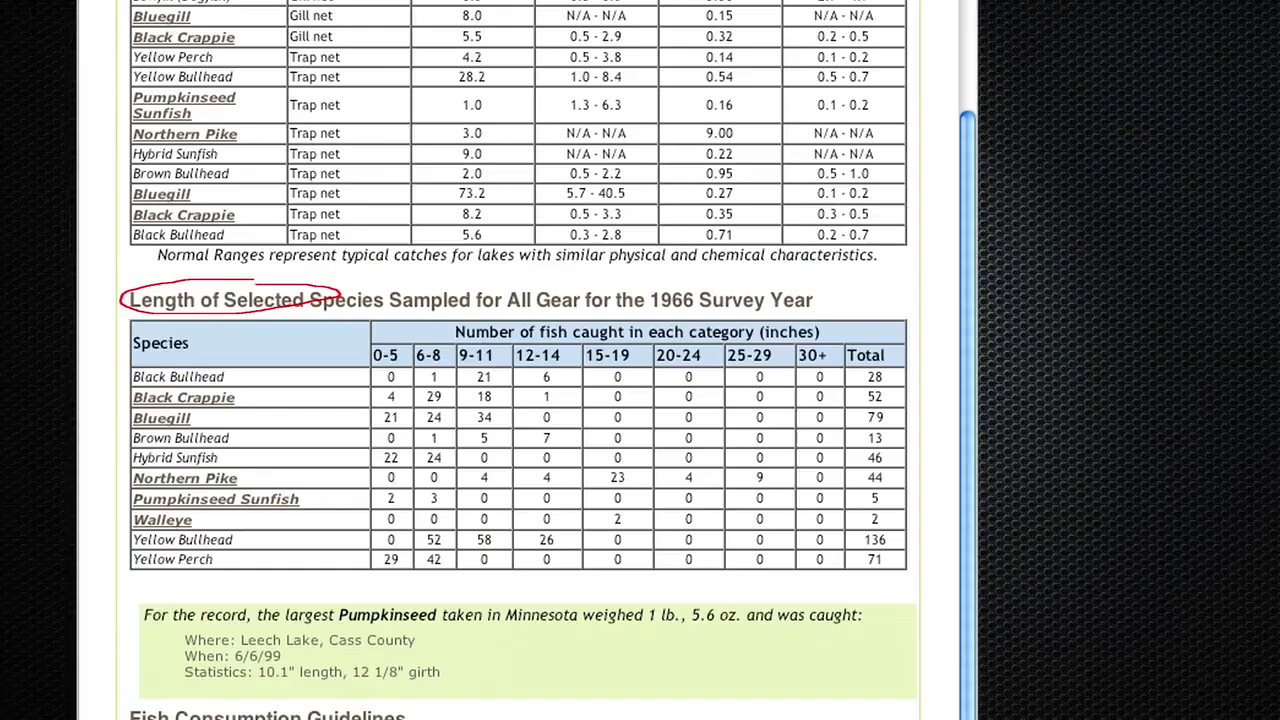 Bluegill Gill net 8.0 N/A - N/A 0.15 N/A - N/A
Black Crappie Gill net 5.5 0.5 - 2.9 0.32 0.2 - 0.5
Yellow Perch Trap net 4.2 0.5 - 3.8 0.14 0.1 - 0.2
Yellow Bullhead Trap net 28.2 1.0 - 8.4 0.54 0.5 - 0.7
Pumpkinseed
Sunfish Trap net 1.0 1.3 - 6.3 0.16 0.1 - 0.2
Northern Pike Trap net 3.0 N/A - N/A 9.00 N/A - N/A
Hybrid Sunfish Trap net 9.0 N/A - N/A 0.22 N/A - N/A
Brown Bullhead Trap net 2.0 0.5 - 2.2 0.95 0.5 - 1.0
Bluegill Trap net 73.2 5.7 - 40.5 0.27 0.1 - 0.2
Black Crappie Trap net 8.2 0.5 - 3.3 0.35 0.3 - 0.5
Black Bullhead Trap net 5.6 0.3 - 2.8 0.71 0.2 - 0.7
Normal Ranges represent typical catches for lakes with similar physical and chemical characteristics.
Length of Selected Species Sampled for All Gear for the 1966 Survey Year
Species Number of fish caught in each category (inches)
0-5 6-8 9-11 12-14 15-19 20-24 25-29 30+ Total
Black Bullhead 0 1 21 6 0 0 0 0 28
Black Crappie 4 29 18 1 0 0 0 0 52
Bluegill 21 24 34 0 0 0 0 0 79
Brown Bullhead 0 1 5 7 0 0 0 0 13
Hybrid Sunfish 22 24 0 0 0 0 0 0 46
Northern Pike 0 0 4 4 23 4 9 0 44
Pumpkinseed Sunfish 2 3 0 0 0 0 0 0 5
Walleye 0 0 0 0 2 0 0 0 2
Yellow Bullhead 0 52 58 26 0 0 0 0 136
Yellow Perch 29 42 0 0 0 0 0 0 71
For the record, the largest Pumpkinseed taken in Minnesota weighed 1 lb., 5.6 oz. and was caught:
Where: Leech Lake, Cass County
When: 6/6/99
Statistics: 10.1" length, 12 1/8" girth
Fish Consumption Guidelines